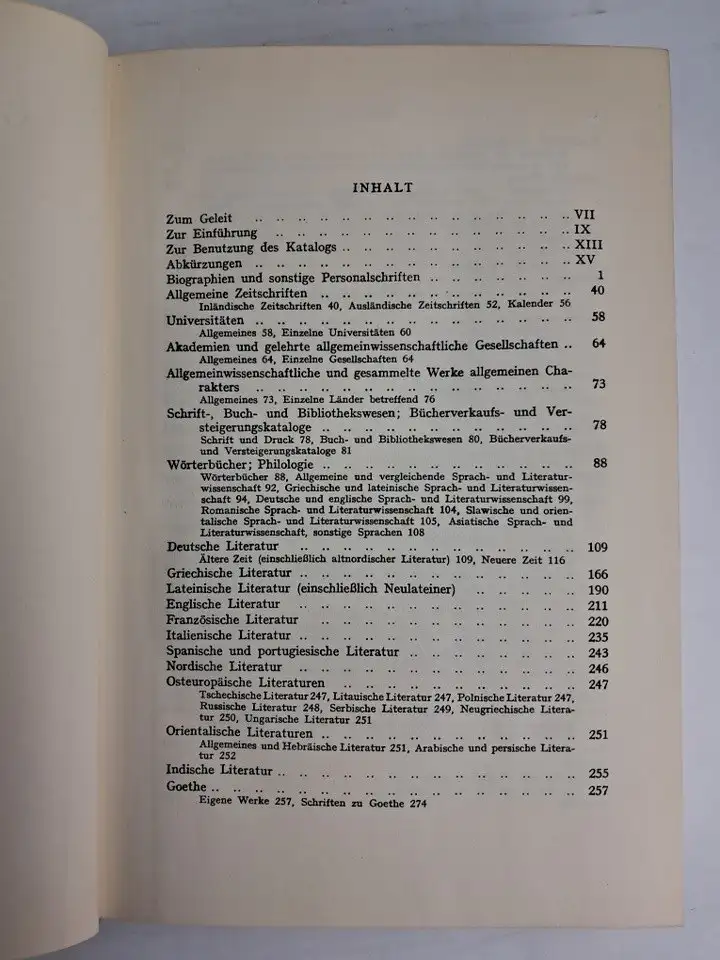 INHALT
Zum Geleit .. .. .. .. .. .. .. .. .. .. .. .. .. .. VII
Zur Einführung .. .. .. .. .. .. .. .. .. .. .. .. .. IX
Zur Benutzung des Katalogs .. .. .. .. .. .. .. .. .. .. XIII
Abkürzungen .. .. .. .. .. .. .. .. .. .. .. .. .. .. XV
Biographien und sonstige Personalschriften .. .. .. .. .. .. 1
Allgemeine Zeitschriften .. .. .. .. .. .. .. .. .. .. .. 40
Inländische Zeitschriften 40, Ausländische Zeitschriften 52, Kalender 56
Universitäten .. .. .. .. .. .. .. .. .. .. .. .. .. .. 58
Allgemeines 58, Einzelne Universitäten 60
Akademien und gelehrte allgemeinwissenschaftliche Gesellschaften .. 64
Allgemeines 64, Einzelne Gesellschaften 64
Allgemeinwissenschaftliche und gesammelte Werke allgemeinen Cha-
rakters .. .. .. .. .. .. .. .. .. .. .. .. .. .. 73
Allgemeines 73, Einzelne Länder betreffend 76
Schrift-, Buch- und Bibliothekswesen; Bücherverkaufs- und Ver-
steigerungskataloge .. .. .. .. .. .. .. .. .. .. .. 78
Schrift und Druck 78, Buch- und Bibliothekswesen 80, Bücherverkaufs-
und Versteigerungskataloge 81
Wörterbücher; Philologie .. .. .. .. .. .. .. .. .. .. .. 88
Wörterbücher 88, Allgemeine und vergleichende Sprach- und Literatur-
wissenschaft 92, Griechische und lateinische Sprach- und Literaturwissen-
schaft 94, Deutsche und englische Sprach- und Literaturwissenschaft 99,
Romanische Sprach- und Literaturwissenschaft 104, Slawische und orien-
talische Sprach- und Literaturwissenschaft 105, Asiatische Sprach- und
Literaturwissenschaft, sonstige Sprachen 108
Deutsche Literatur .. .. .. .. .. .. .. .. .. .. .. .. 109
Ältere Zeit (einschließlich altnordischer Literatur) 109, Neuere Zeit 116
Griechische Literatur .. .. .. .. .. .. .. .. .. .. .. .. 166
Lateinische Literatur (einschließlich Neulateiner) .. .. .. .. 190
Englische Literatur .. .. .. .. .. .. .. .. .. .. .. .. 211
Französische Literatur .. .. .. .. .. .. .. .. .. .. .. 220
Italienische Literatur .. .. .. .. .. .. .. .. .. .. .. .. 235
Spanische und portugiesische Literatur .. .. .. .. .. .. .. 243
Nordische Literatur .. .. .. .. .. .. .. .. .. .. .. .. 246
Osteuropäische Literaturen .. .. .. .. .. .. .. .. .. .. 247
Tschechische Literatur 247, Litauische Literatur 247, Polnische Literatur 247,
Russische Literatur 248, Serbische Literatur 249, Neugriechische Litera-
tur 250, Ungarische Literatur 251
Orientalische Literaturen .. .. .. .. .. .. .. .. .. .. .. 251
Allgemeines und Hebräische Literatur 251, Arabische und persische Litera-
tur 252
Indische Literatur .. .. .. .. .. .. .. .. .. .. .. .. .. 255
Goethe .. .. .. .. .. .. .. .. .. .. .. .. .. .. .. .. 257
Eigene Werke 257, Schriften zu Goethe 274